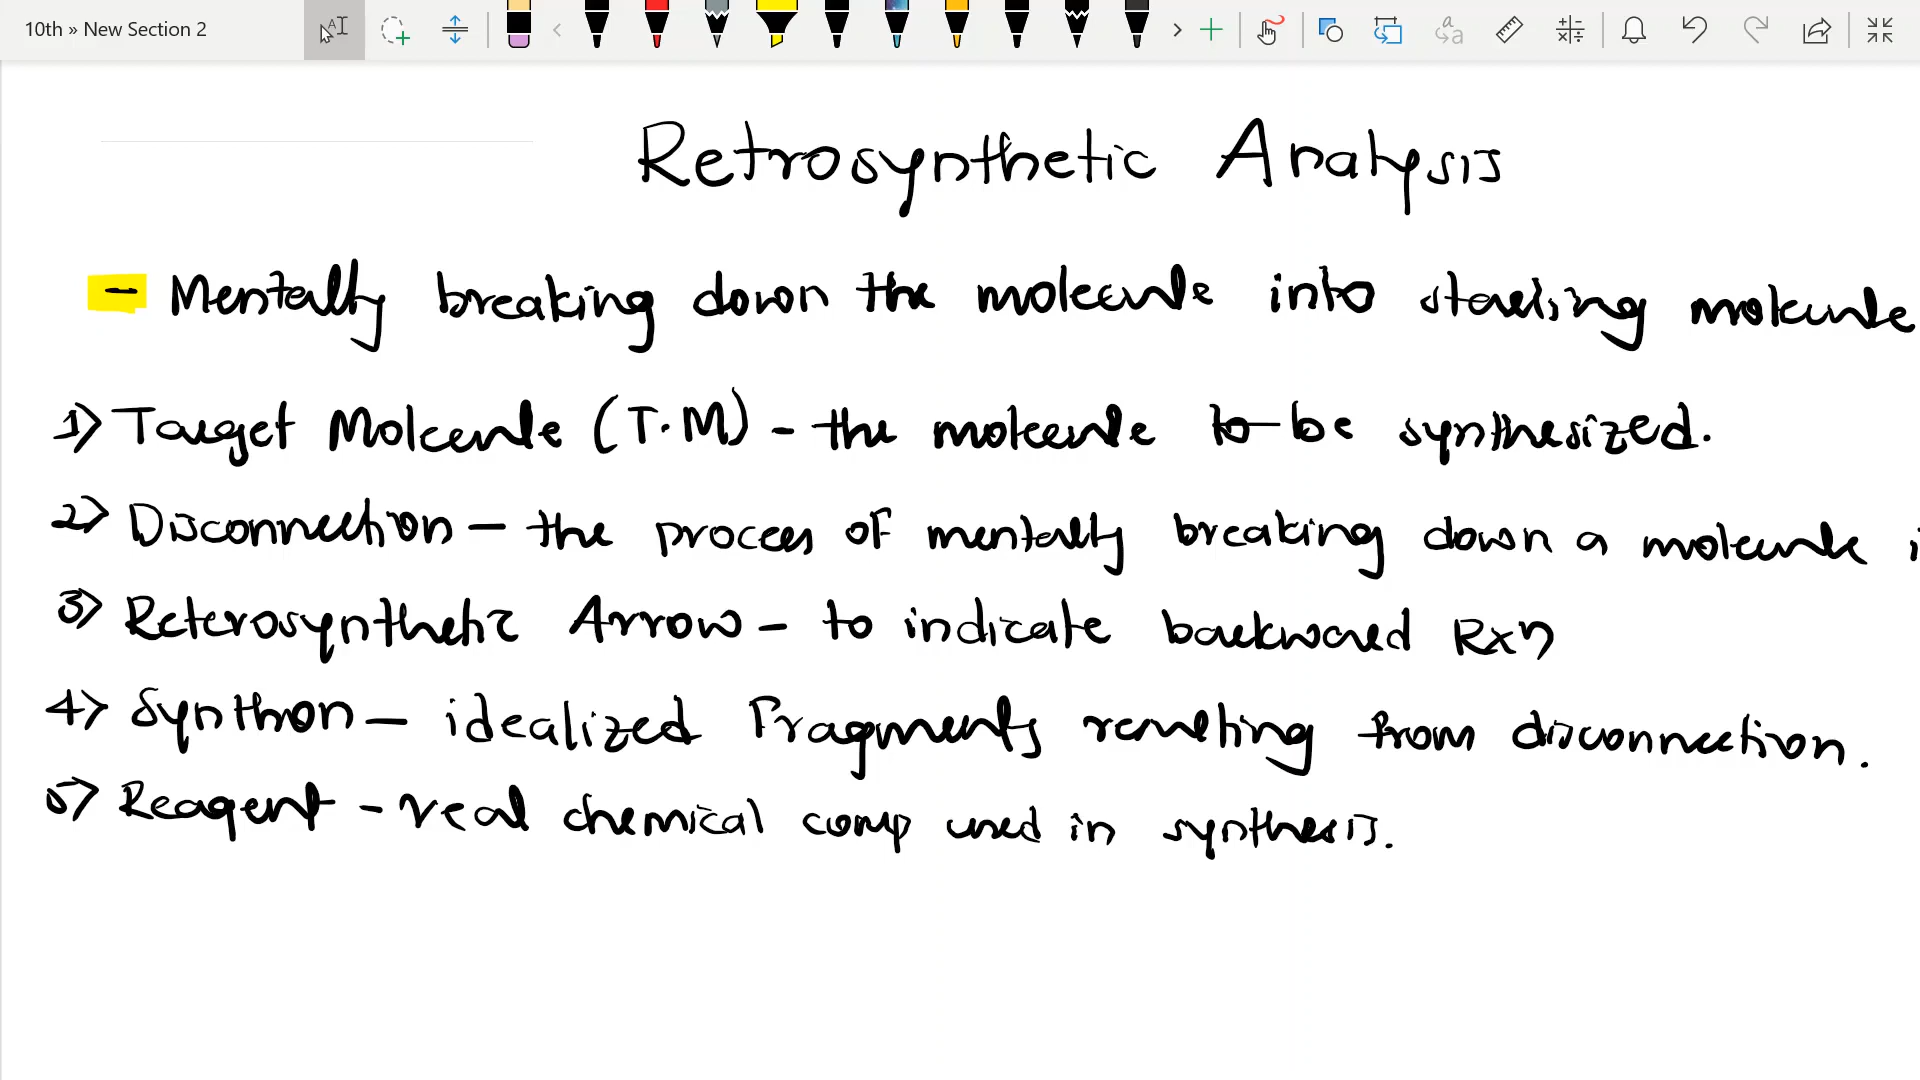 10th » New Section 2
Retrosynthetic Analysis
- Mentally breaking down the molecule into starting molecule
1) Target Molecule (T.M) - the molecule to be synthesized.
2) Disconnection - the process of mentally breaking down a molecule i
3) Reterosynthetic Arrow - to indicate backward Rxn
4) Synthon - idealized Fragments resulting from disconnection.
5) Reagent - real chemical comp used in synthesis.